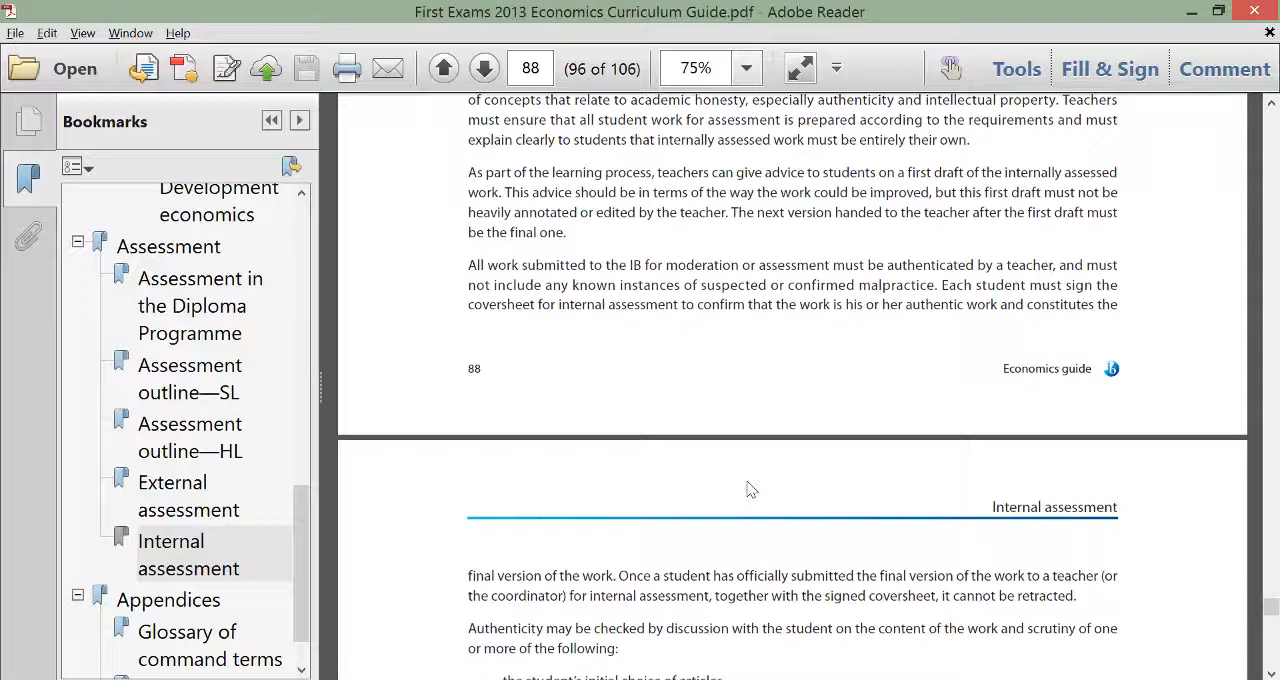 First Exams 2013 Economics Curriculum Guide.pdf - Adobe Reader
File Edit View Window Help
Open 88 (96 of 106) 75% Tools Fill & Sign Comment
Bookmarks
Development
economics
Assessment
Assessment in
the Diploma
Programme
Assessment
outline—SL
Assessment
outline—HL
External
assessment
Internal
assessment
Appendices
Glossary of
command terms
of concepts that relate to academic honesty, especially authenticity and intellectual property. Teachers
must ensure that all student work for assessment is prepared according to the requirements and must
explain clearly to students that internally assessed work must be entirely their own.
As part of the learning process, teachers can give advice to students on a first draft of the internally assessed
work. This advice should be in terms of the way the work could be improved, but this first draft must not be
heavily annotated or edited by the teacher. The next version handed to the teacher after the first draft must
be the final one.
All work submitted to the IB for moderation or assessment must be authenticated by a teacher, and must
not include any known instances of suspected or confirmed malpractice. Each student must sign the
coversheet for internal assessment to confirm that the work is his or her authentic work and constitutes the
88 Economics guide
Internal assessment
final version of the work. Once a student has officially submitted the final version of the work to a teacher (or
the coordinator) for internal assessment, together with the signed coversheet, it cannot be retracted.
Authenticity may be checked by discussion with the student on the content of the work and scrutiny of one
or more of the following:
the student's initial choice of articles